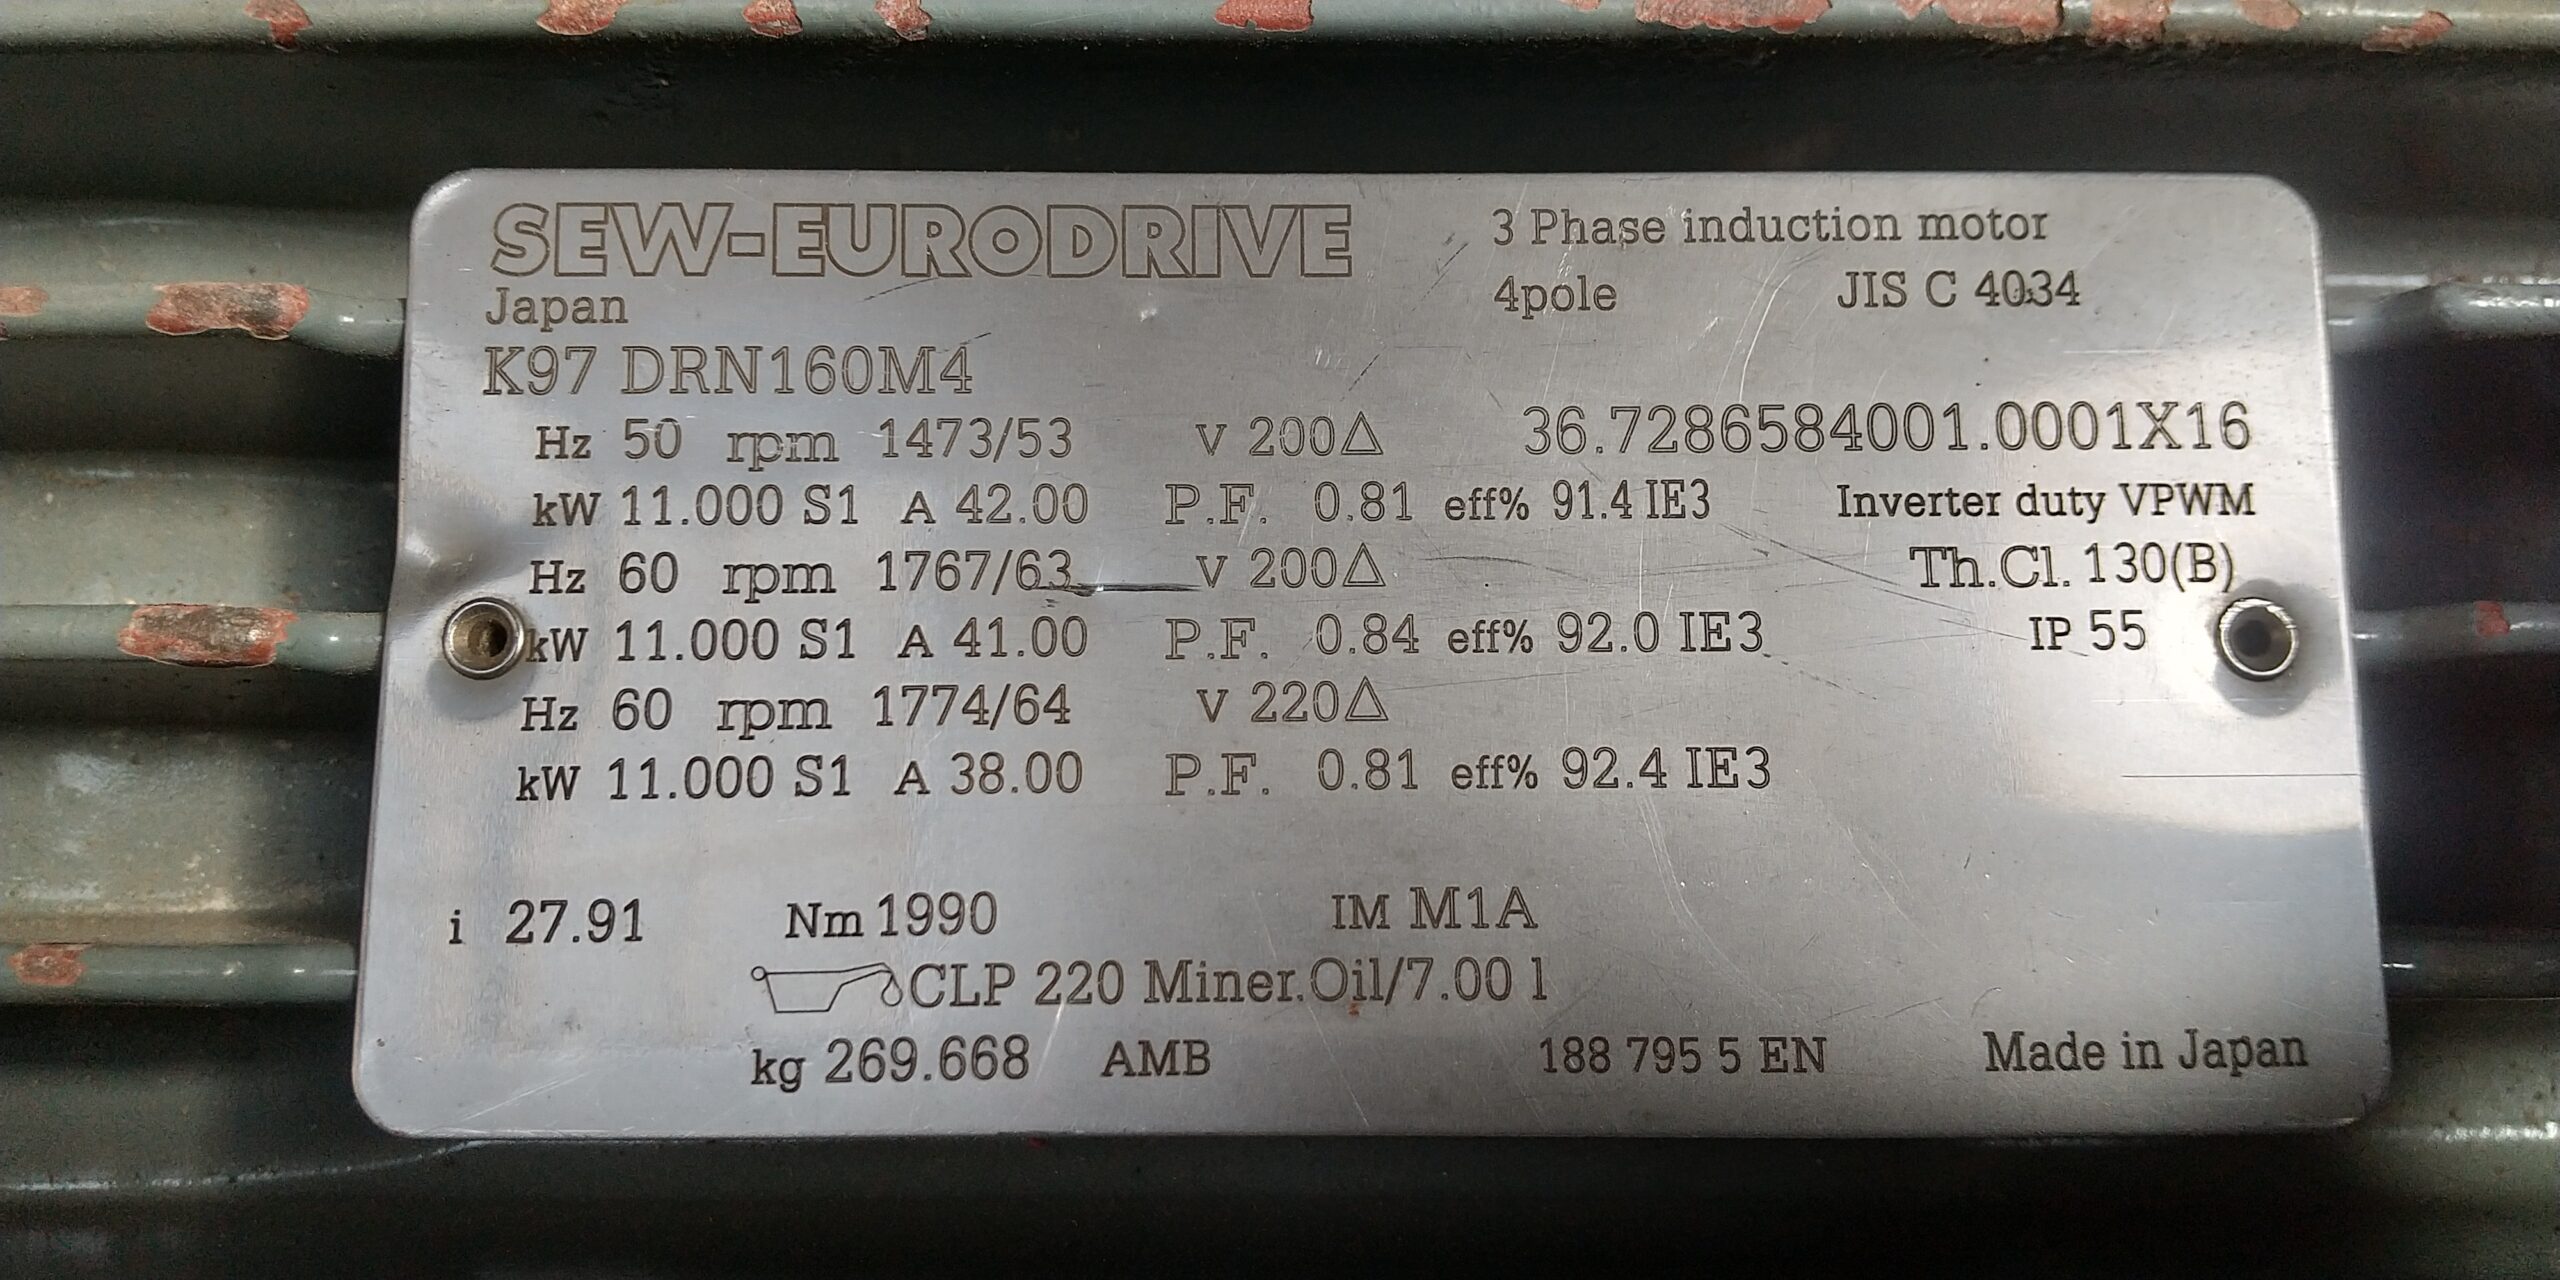 SEW-EURODRIVE
Japan
3 Phase induction motor
4pole JIS C 4034
K97 DRN160M4
Hz 50 rpm 1473/53 V 200△ 36.7286584001.0001X16
kW 11.000 S1 A 42.00 P.F. 0.81 eff% 91.4 IE3 Inverter duty VPWM
Hz 60 rpm 1767/63 V 200△ Th.Cl. 130(B)
kW 11.000 S1 A 41.00 P.F. 0.84 eff% 92.0 IE3 IP 55
Hz 60 rpm 1774/64 V 220△
kW 11.000 S1 A 38.00 P.F. 0.81 eff% 92.4 IE3
i 27.91 Nm 1990 IM M1A
CLP 220 Miner.Oil/7.00 l
kg 269.668 AMB 188 795 5 EN Made in Japan